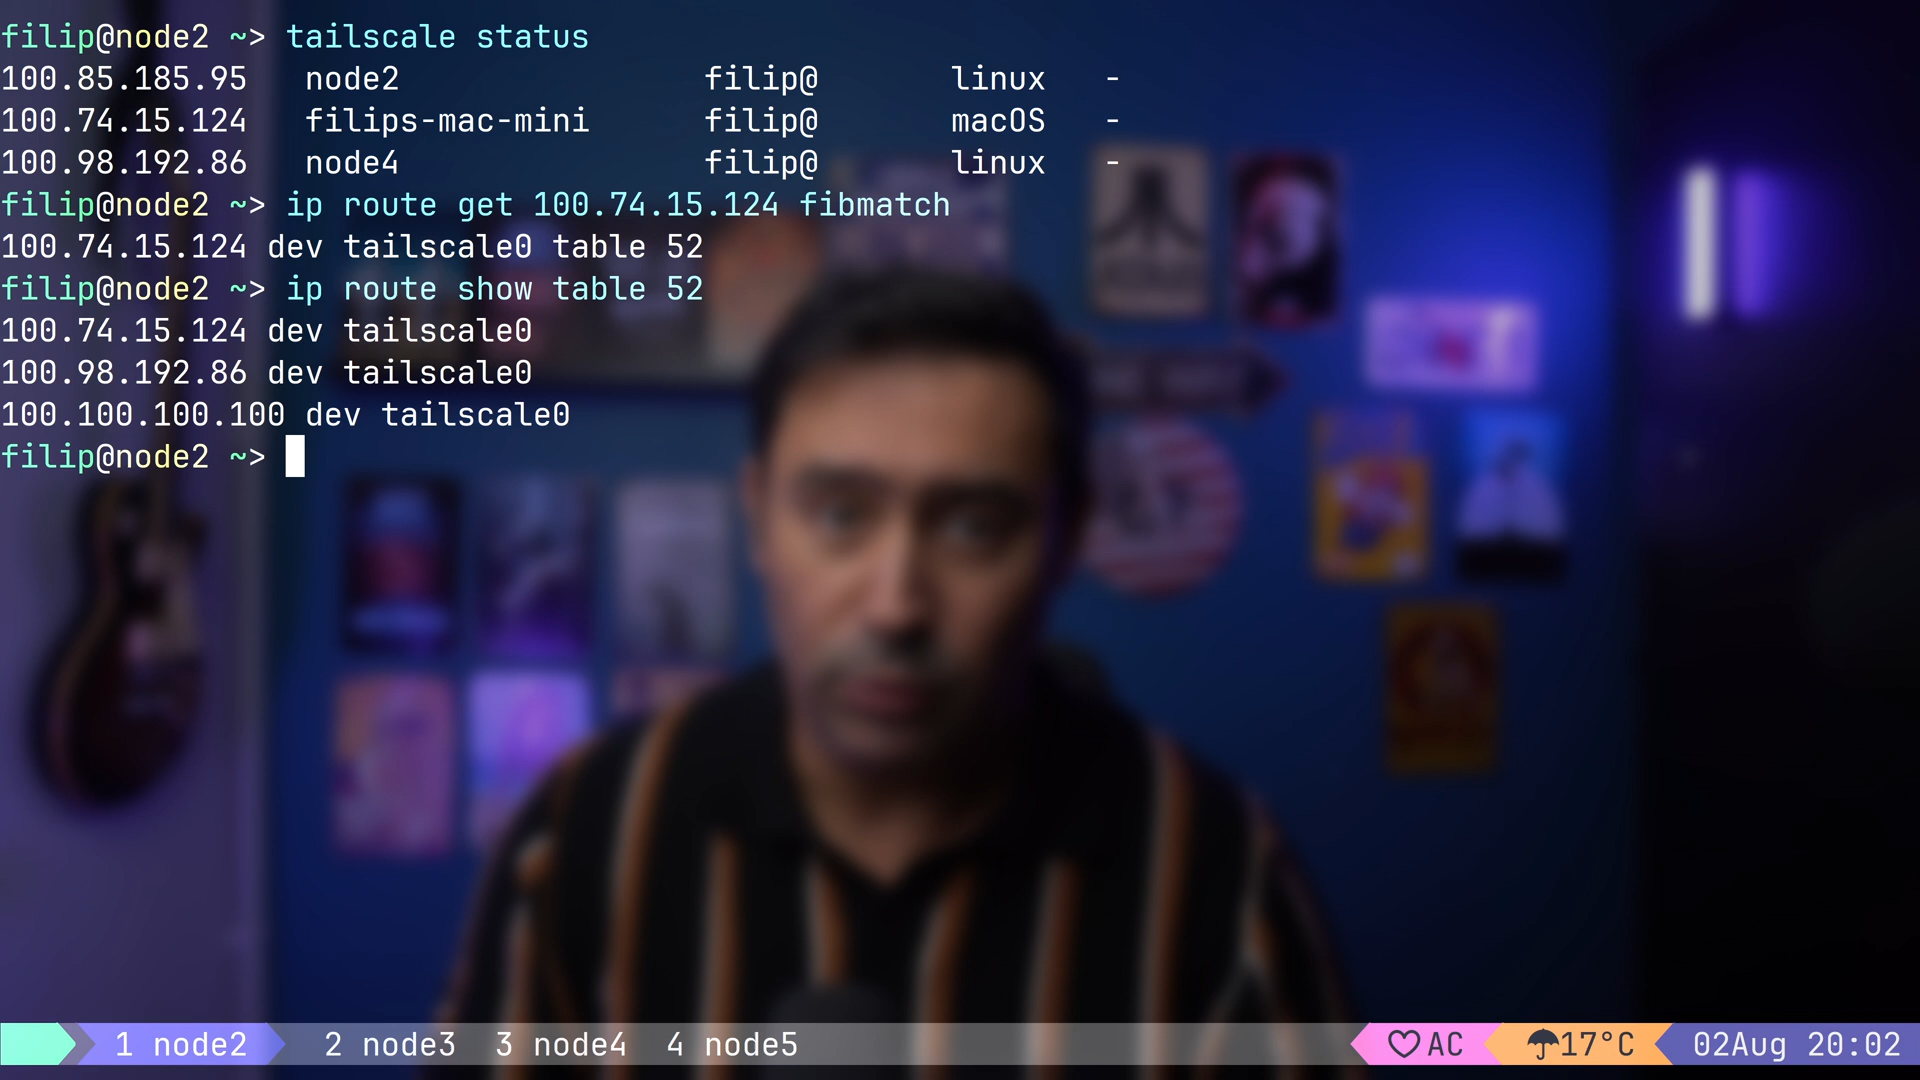 filip@node2 ~> tailscale status
100.85.185.95   node2                filip@       linux   -
100.74.15.124   filips-mac-mini      filip@       macOS   -
100.98.192.86   node4                filip@       linux   -
filip@node2 ~> ip route get 100.74.15.124 fibmatch
100.74.15.124 dev tailscale0 table 52
filip@node2 ~> ip route show table 52
100.74.15.124 dev tailscale0
100.98.192.86 dev tailscale0
100.100.100.100 dev tailscale0
filip@node2 ~>
1 node2   2 node3  3 node4  4 node5   AC   17°C   02Aug 20:02